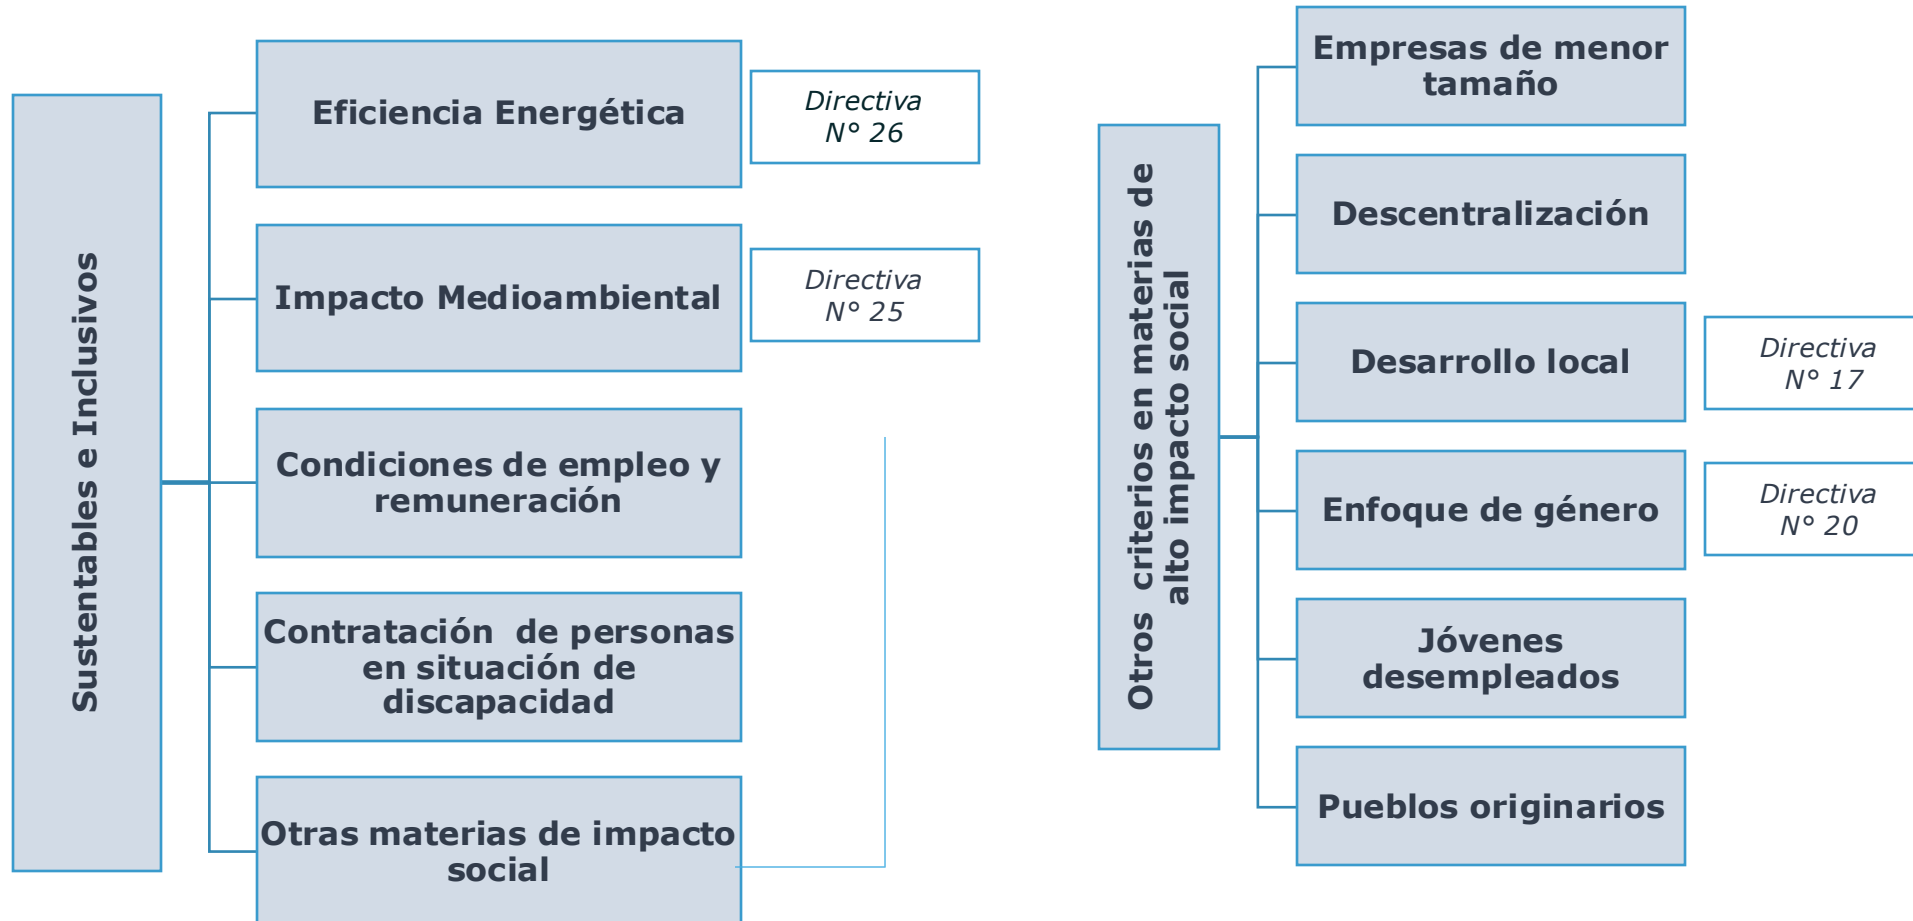 Sustentables e Inclusivos
Eficiencia Energética
Directiva
N° 26
Impacto Medioambiental
Directiva
N° 25
Condiciones de empleo y
remuneración
Contratación  de personas
en situación de
discapacidad
Otras materias de impacto
social
Otros  criterios en materias de
alto impacto social
Empresas de menor
tamaño
Descentralización
Desarrollo local
Directiva
N° 17
Enfoque de género
Directiva
N° 20
Jóvenes
desempleados
Pueblos originarios